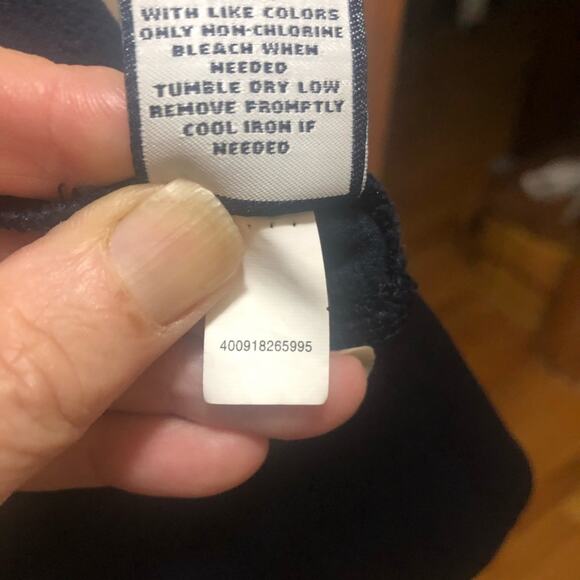 WITH LIKE COLORS
ONLY NON-CHLORINE
BLEACH WHEN
NEEDED
TUMBLE DRY LOW
REMOVE PROMPTLY
COOL IRON IF
NEEDED
400918265995